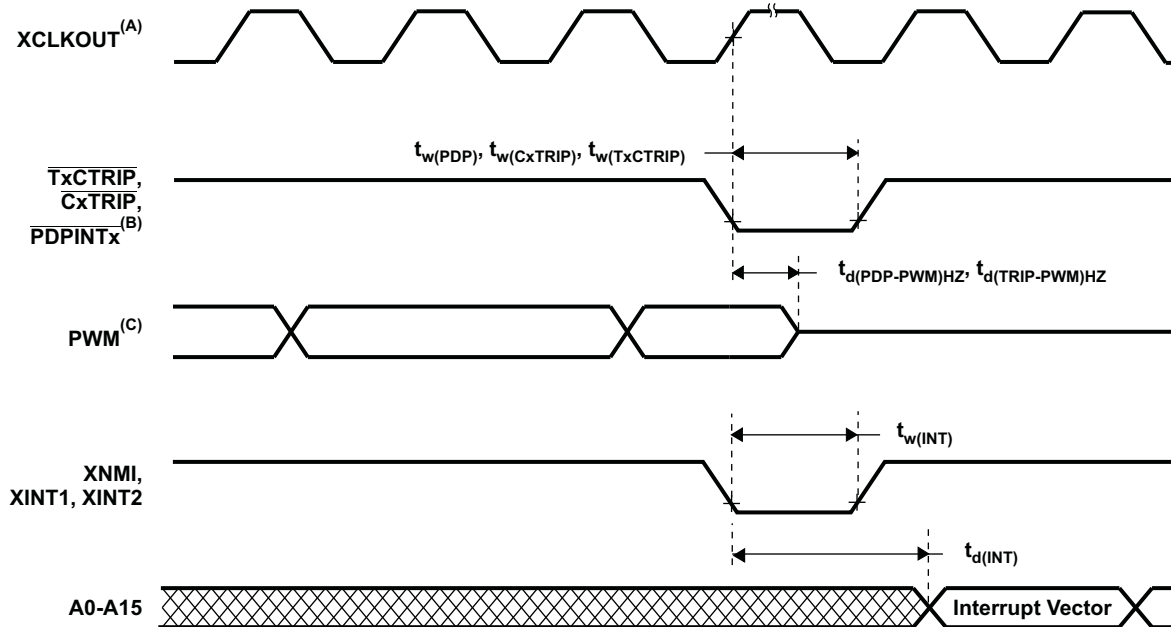 XCLKOUT(A)
tw(PDP), tw(CxTRIP), tw(TxCTRIP)
TxCTRIP,
CxTRIP,
PDPINTx(B)
td(PDP-PWM)HZ, td(TRIP-PWM)HZ
PWM(C)
tw(INT)
XNMI,
XINT1, XINT2
td(INT)
A0-A15
Interrupt Vector